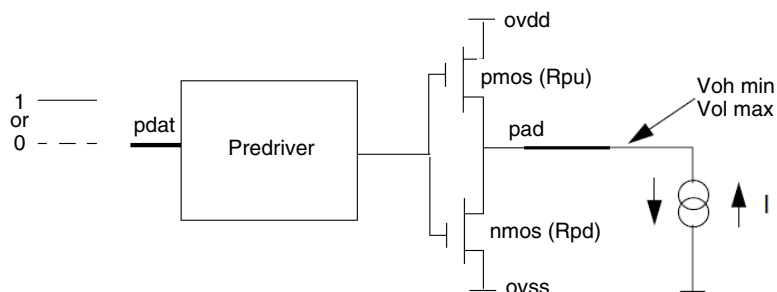 ovdd
pmos (Rpu)
Voh min
Vol max
1
or
0
pdat
Predriver
pad
I
nmos (Rpd)
ovss